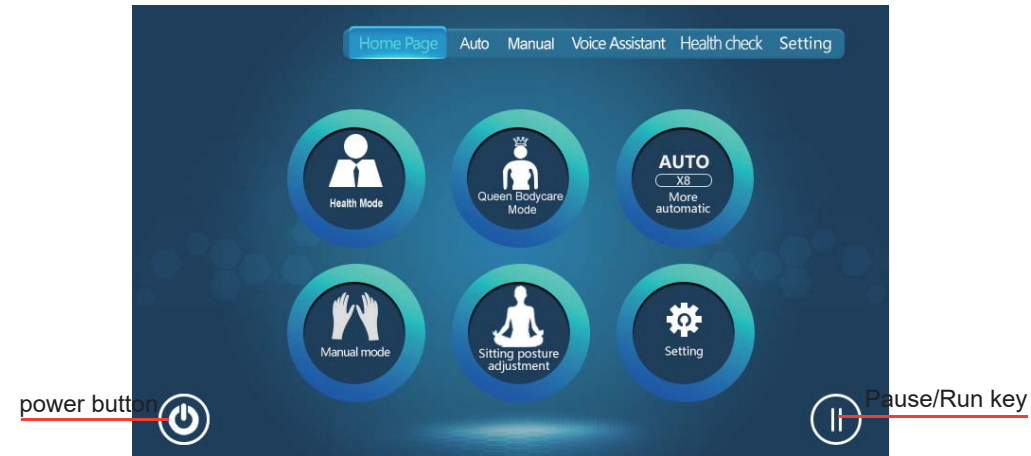 Home Page Auto Manual Voice Assistant Health check Setting
Health Mode
Queen Bodycare
Mode
AUTO
X8
More
automatic
Manual mode
Sitting posture
adjustment
Setting
power button
Pause/Run key